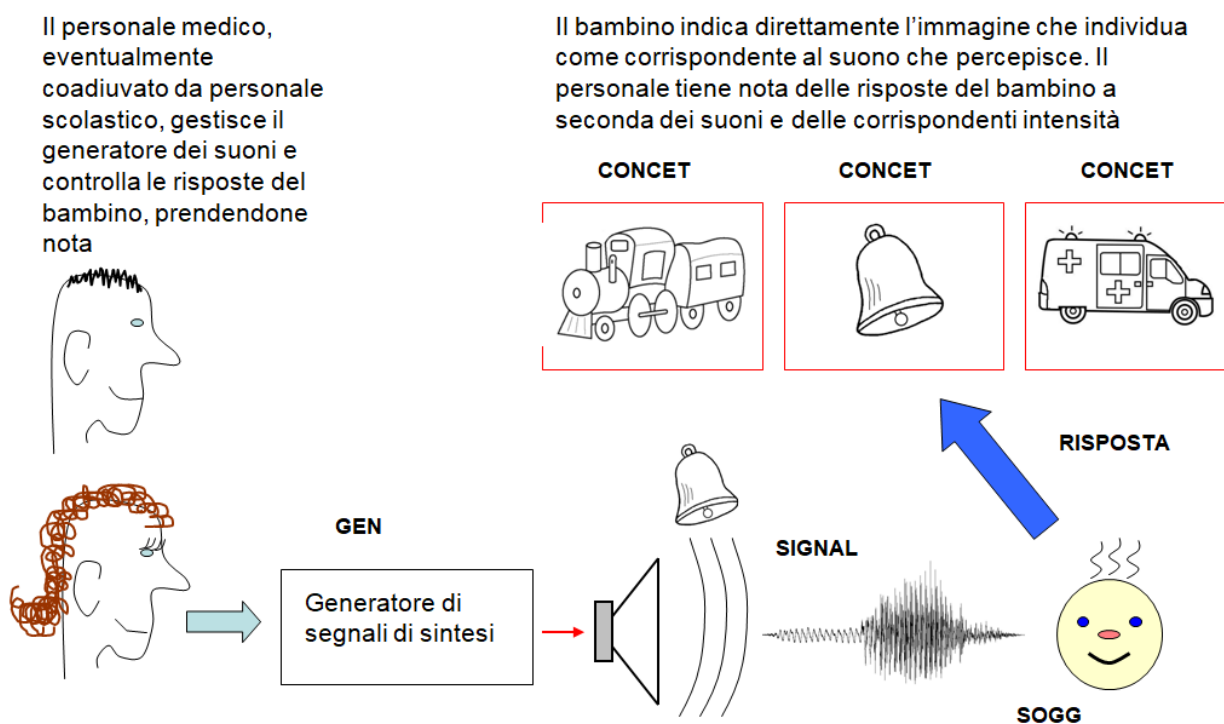 Il personale medico,
eventualmente
coadiuvato da personale
scolastico, gestisce il
generatore dei suoni e
controlla le risposte del
bambino, prendendone
nota
Il bambino indica direttamente l’immagine che individua
come corrispondente al suono che percepisce. Il
personale tiene nota delle risposte del bambino a
seconda dei suoni e delle corrispondenti intensità
CONCET
CONCET
CONCET
RISPOSTA
GEN
SIGNAL
Generatore di
segnali di sintesi
SOGG